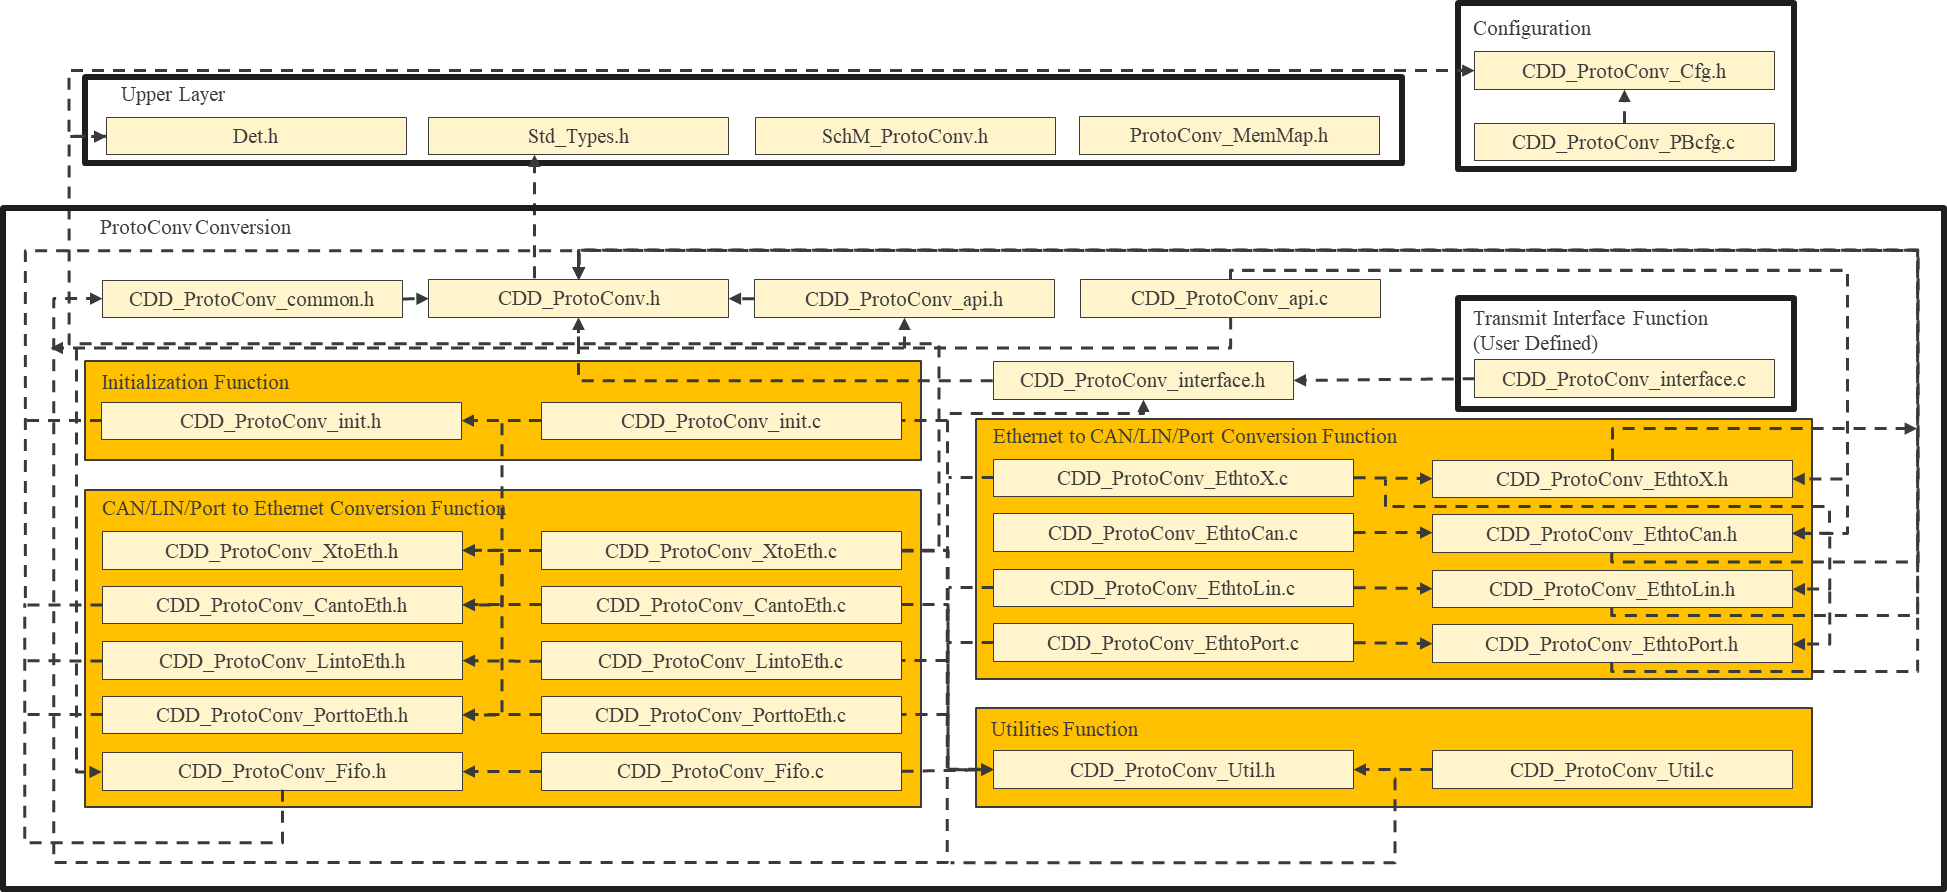 Configuration
CDD_ProtoConv_Cfg.h
CDD_ProtoConv_PBcfg.c
Upper Layer
Det.h
Std_Types.h
SchM_ProtoConv.h
ProtoConv_MemMap.h
ProtoConv Conversion
CDD_ProtoConv_common.h
CDD_ProtoConv.h
CDD_ProtoConv_api.h
CDD_ProtoConv_api.c
Transmit Interface Function
(User Defined)
CDD_ProtoConv_interface.c
CDD_ProtoConv_interface.h
Initialization Function
CDD_ProtoConv_init.h
CDD_ProtoConv_init.c
CAN/LIN/Port to Ethernet Conversion Function
CDD_ProtoConv_XtoEth.h
CDD_ProtoConv_XtoEth.c
CDD_ProtoConv_CantoEth.h
CDD_ProtoConv_CantoEth.c
CDD_ProtoConv_LintoEth.h
CDD_ProtoConv_LintoEth.c
CDD_ProtoConv_PorttoEth.h
CDD_ProtoConv_PorttoEth.c
CDD_ProtoConv_Fifo.h
CDD_ProtoConv_Fifo.c
Ethernet to CAN/LIN/Port Conversion Function
CDD_ProtoConv_EthtoX.c
CDD_ProtoConv_EthtoX.h
CDD_ProtoConv_EthtoCan.c
CDD_ProtoConv_EthtoCan.h
CDD_ProtoConv_EthtoLin.c
CDD_ProtoConv_EthtoLin.h
CDD_ProtoConv_EthtoPort.c
CDD_ProtoConv_EthtoPort.h
Utilities Function
CDD_ProtoConv_Util.h
CDD_ProtoConv_Util.c